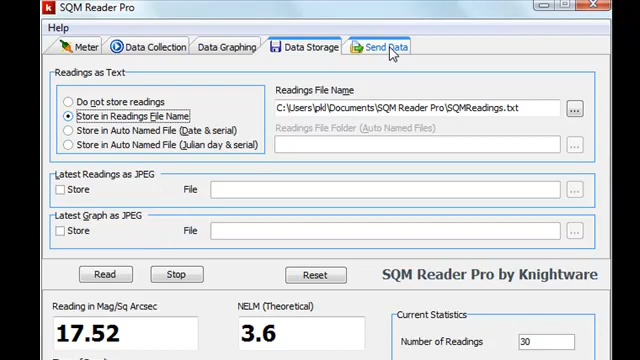 SQM Reader Pro
Help
Meter Data Collection Data Graphing Data Storage Send Data
Readings as Text
Do not store readings
Store in Readings File Name
Store in Auto Named File (Date & serial)
Store in Auto Named File (Julian day & serial)
Readings File Name
C:\Users\pkl\Documents\SQM Reader Pro\SQMReadings.txt ...
Readings File Folder (Auto Named Files)
...
Latest Readings as JPEG
Store File ...
Latest Graph as JPEG
Store File ...
Read Stop Reset SQM Reader Pro by Knightware
Reading in Mag/Sq Arcsec
17.52
NELM (Theoretical)
3.6
Current Statistics
Number of Readings 30